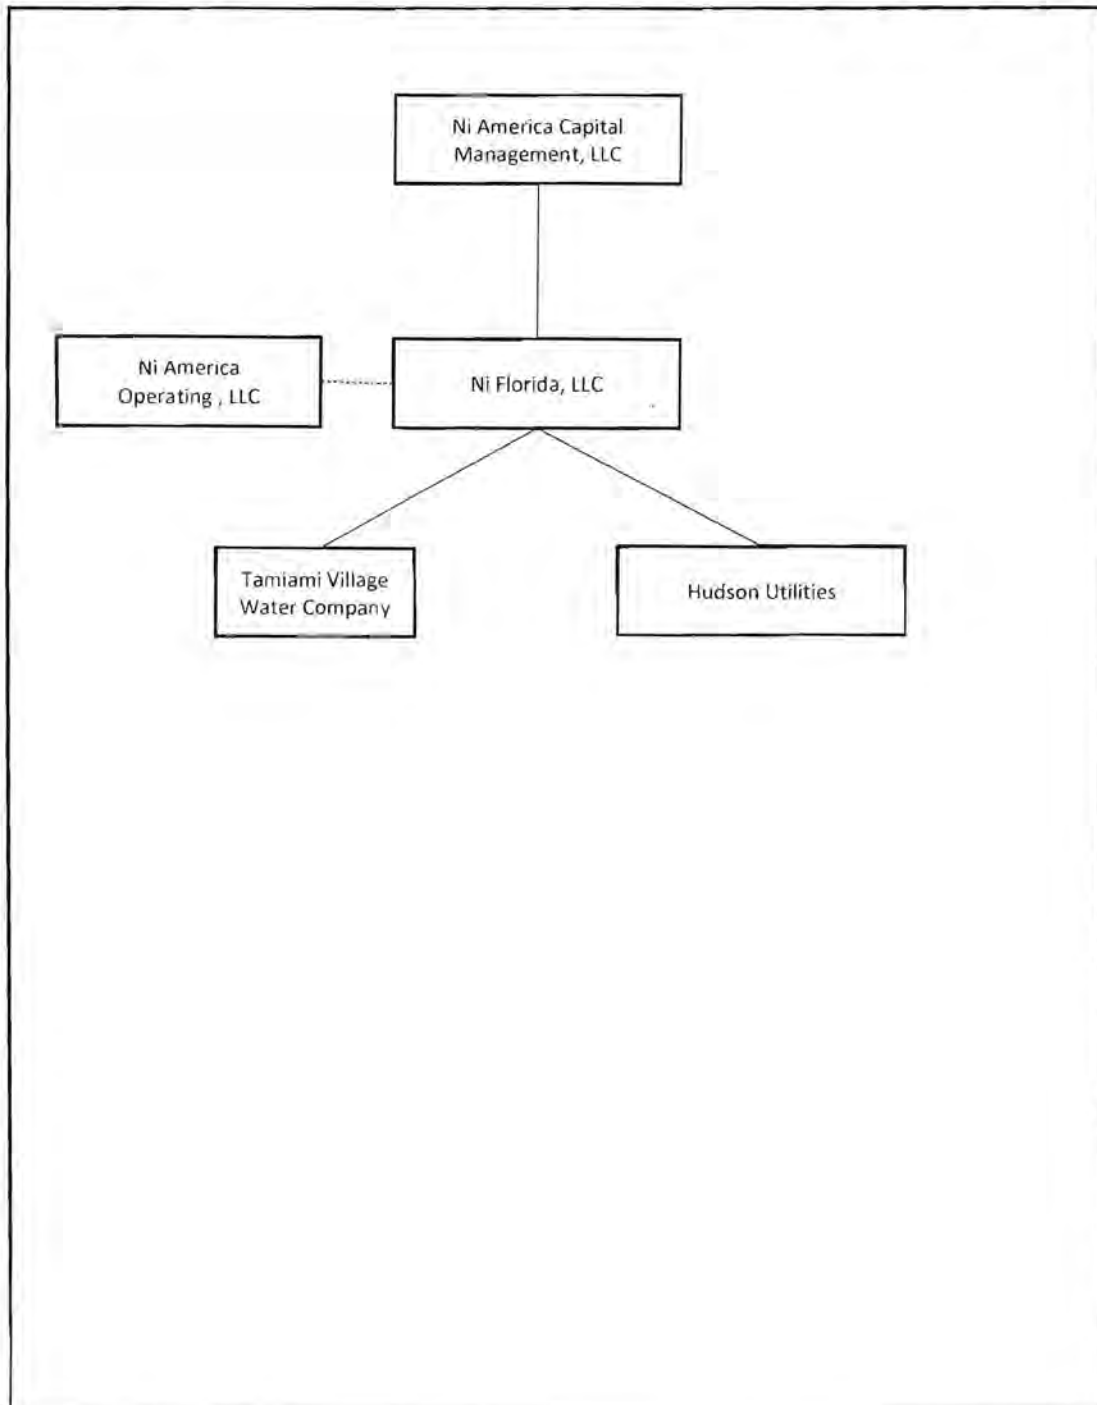 Ni America Capital
Management, LLC
Ni America
Operating , LLC
Ni Florida, LLC
Tamiami Village
Water Company
Hudson Utilities